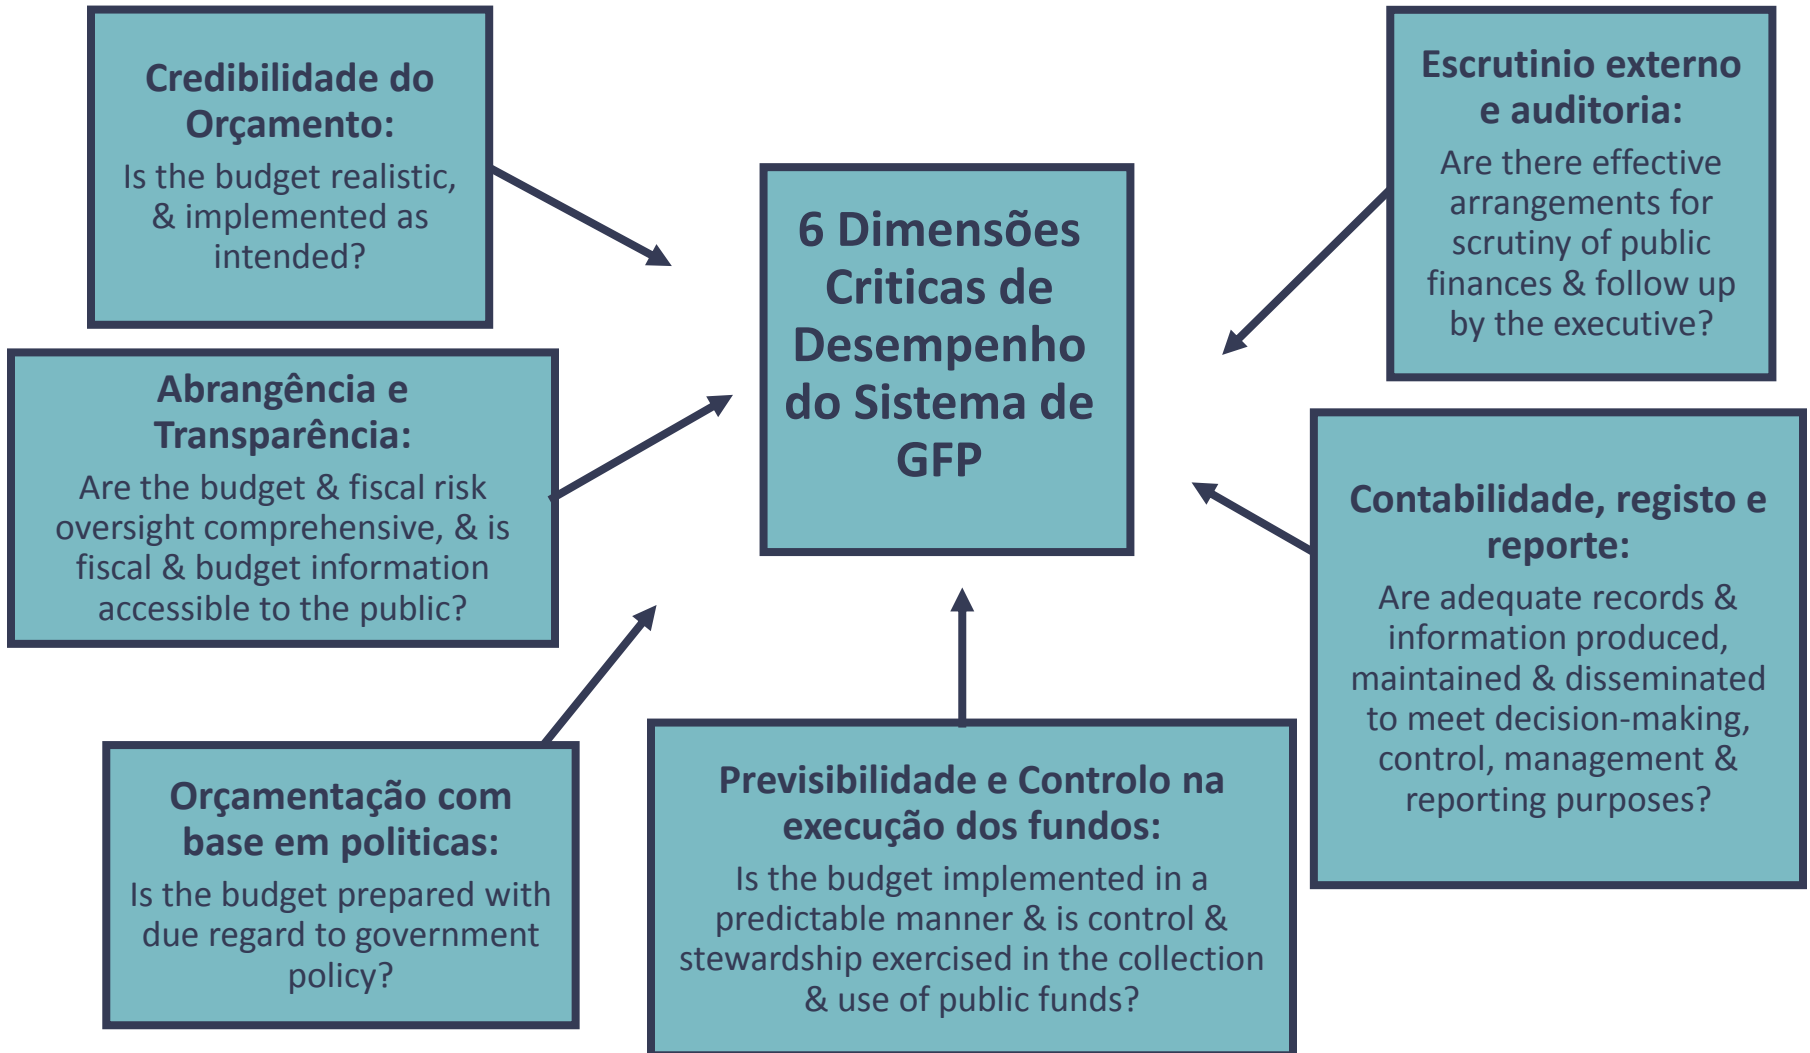 Credibilidade do
Orçamento:
Is the budget realistic,
& implemented as
intended?
Abrangência e
Transparência:
Are the budget & fiscal risk
oversight comprehensive, & is
fiscal & budget information
accessible to the public?
Orçamentação com
base em politicas:
Is the budget prepared with
due regard to government
policy?
6 Dimensões
Criticas de
Desempenho
do Sistema de
GFP
Previsibilidade e Controlo na
execução dos fundos:
Is the budget implemented in a
predictable manner & is control &
stewardship exercised in the collection
& use of public funds?
Escrutinio externo
e auditoria:
Are there effective
arrangements for
scrutiny of public
finances & follow up
by the executive?
Contabilidade, registo e
reporte:
Are adequate records &
information produced,
maintained & disseminated
to meet decision-making,
control, management &
reporting purposes?